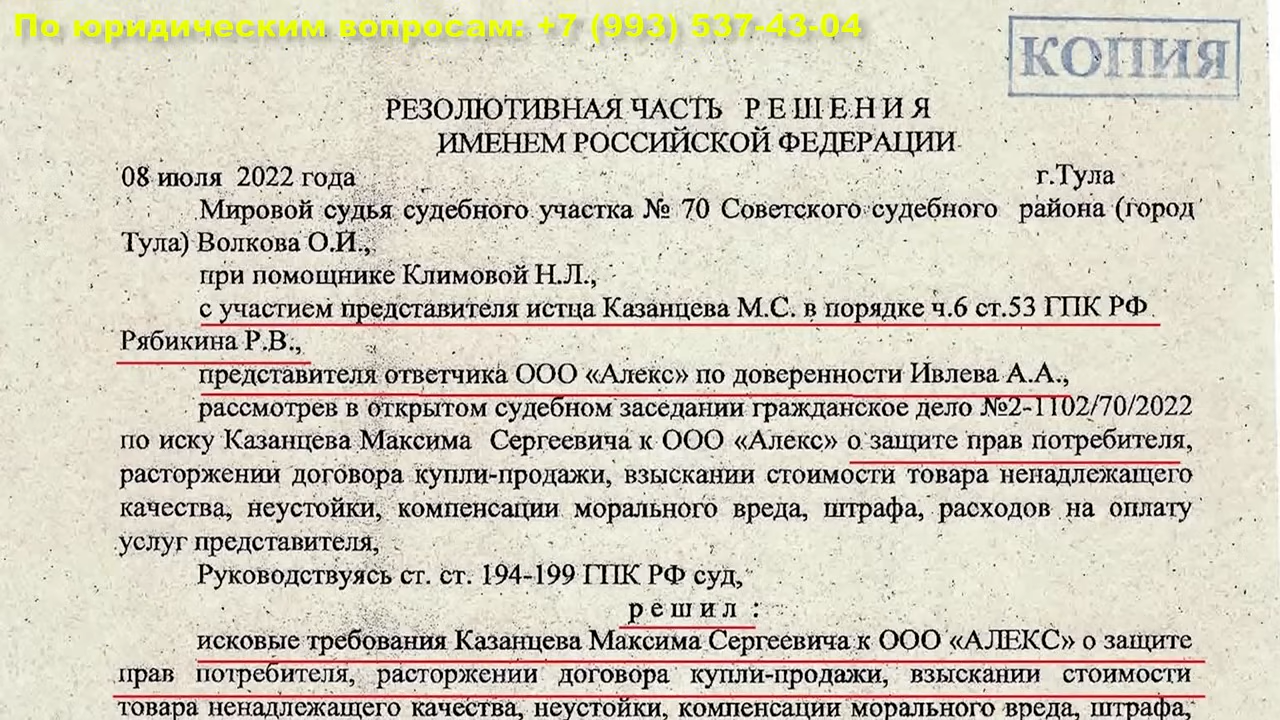 По юридическим вопросам: +7 (993) 537-43-04
КОПИЯ
РЕЗОЛЮТИВНАЯ ЧАСТЬ Р Е Ш Е Н И Я
ИМЕНЕМ РОССИЙСКОЙ ФЕДЕРАЦИИ
08 июля 2022 года г.Тула
Мировой судья судебного участка № 70 Советского судебного района (город
Тула) Волкова О.И.,
при помощнике Климовой Н.Л.,
с участием представителя истца Казанцева М.С. в порядке ч.6 ст.53 ГПК РФ
Рябикина Р.В.,
представителя ответчика ООО «Алекс» по доверенности Ивлева А.А.,
рассмотрев в открытом судебном заседании гражданское дело №2-1102/70/2022
по иску Казанцева Максима Сергеевича к ООО «Алекс» о защите прав потребителя,
расторжении договора купли-продажи, взыскании стоимости товара ненадлежащего
качества, неустойки, компенсации морального вреда, штрафа, расходов на оплату
услуг представителя,
Руководствуясь ст. ст. 194-199 ГПК РФ суд,
р е ш и л :
исковые требования Казанцева Максима Сергеевича к ООО «АЛЕКС» о защите
прав потребителя, расторжении договора купли-продажи, взыскании стоимости
товара ненадлежащего качества, неустойки, компенсации морального вреда, штрафа,